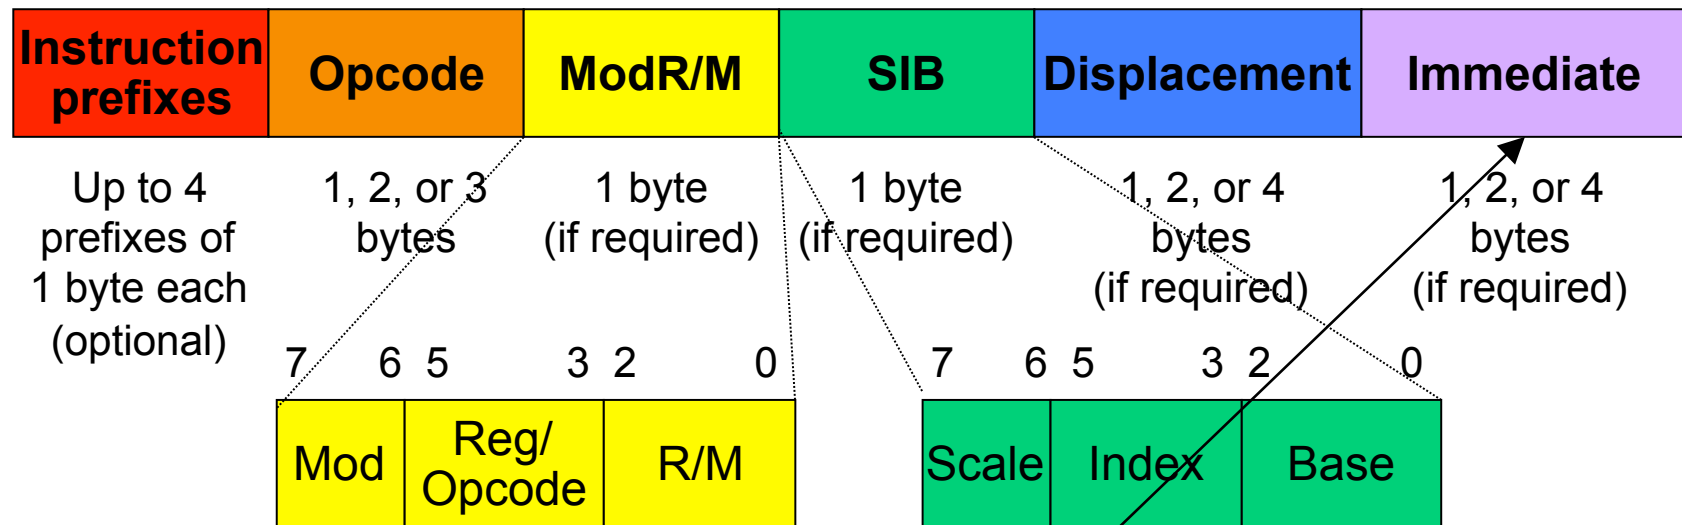 Instruction
prefixes
Opcode
ModR/M
SIB
Displacement
Immediate
Up to 4
prefixes of
1 byte each
(optional)
1, 2, or 3
bytes
1 byte
(if required)
1 byte
(if required)
1, 2, or 4
bytes
(if required)
1, 2, or 4
bytes
(if required)
7 6 5 3 2 0
Mod
Reg/
Opcode
R/M
7 6 5 3 2 0
Scale
Index
Base